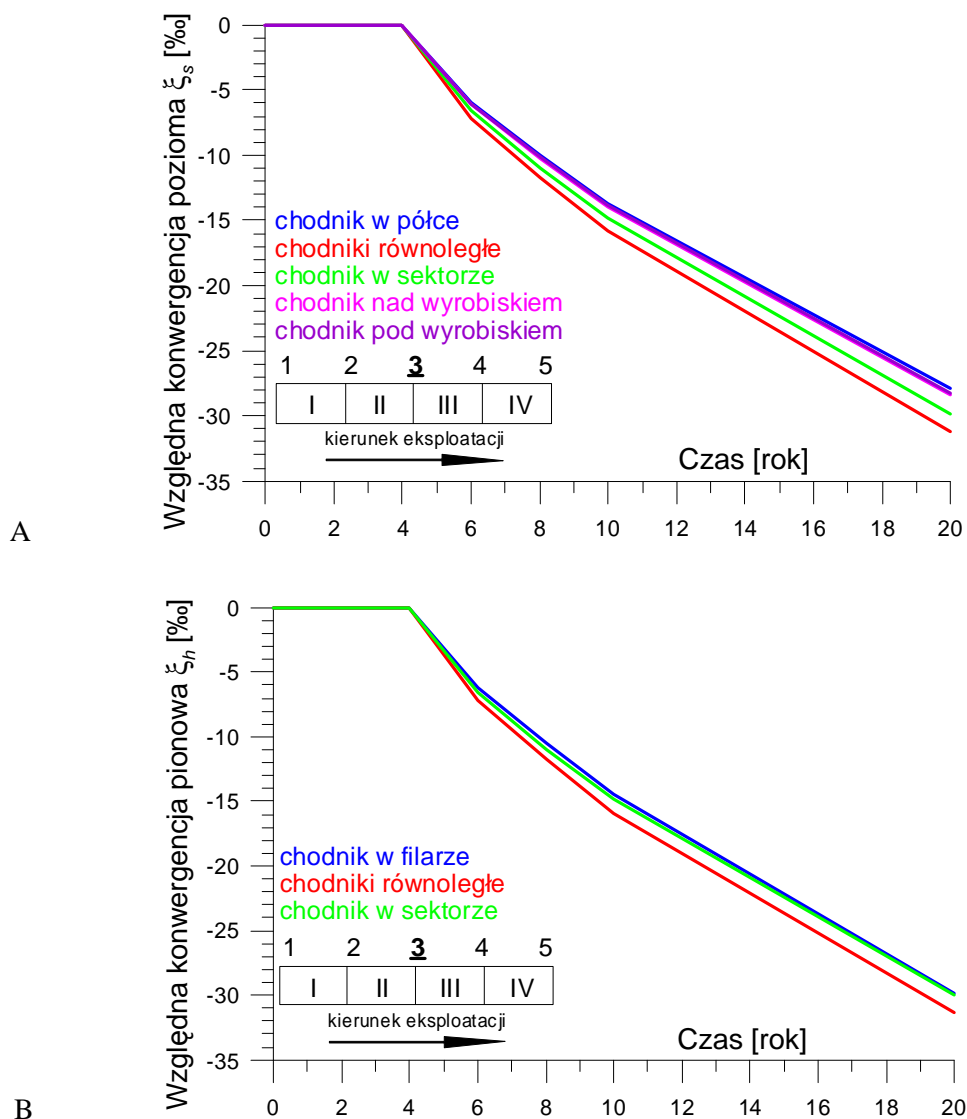 Względna konwergencja pozioma ξs [‰]
0
-5
-10
-15
-20
-25
-30
-35
chodnik w półce
chodniki równoległe
chodnik w sektorze
chodnik nad wyrobiskiem
chodnik pod wyrobiskiem
1 2 3 4 5
I II III IV
kierunek eksploatacji
Czas [rok]
0 2 4 6 8 10 12 14 16 18 20
A
Względna konwergencja pionowa ξh [‰]
0
-5
-10
-15
-20
-25
-30
-35
chodnik w filarze
chodniki równoległe
chodnik w sektorze
1 2 3 4 5
I II III IV
kierunek eksploatacji
Czas [rok]
0 2 4 6 8 10 12 14 16 18 20
B